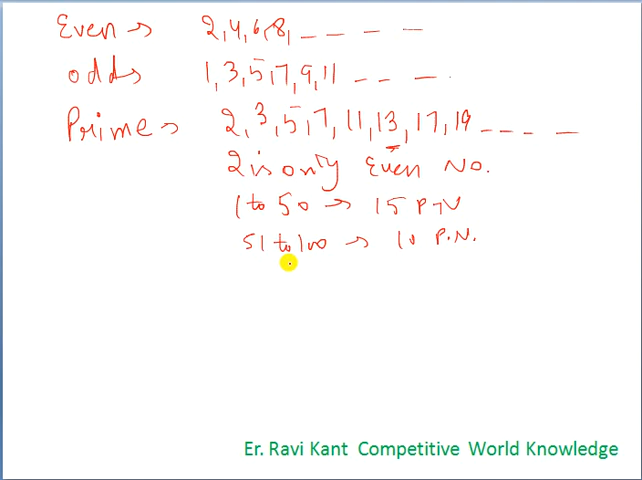 Even → 2,4,6,8, – – – –
odds 1,3,5,7,9,11 – – –
Prime → 2,3,5,7,11,13,17,19 – – – –
2 is only Even No.
1 to 50 → 15 P.N
51 to 100 → 10 P.N.
Er. Ravi Kant Competitive World Knowledge